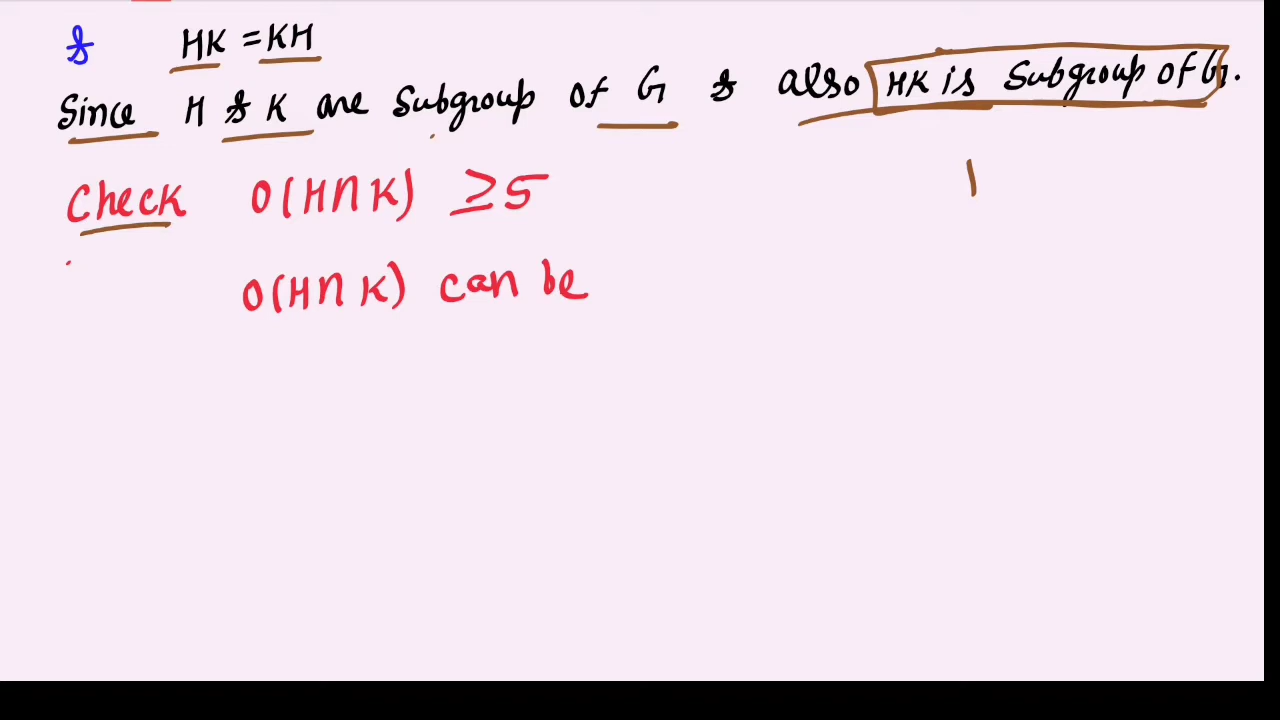 & HK = KH
Since H & K are subgroup of G & also HK is subgroup of G.
Check O(H∩K) ≥5
O(H∩K) can be